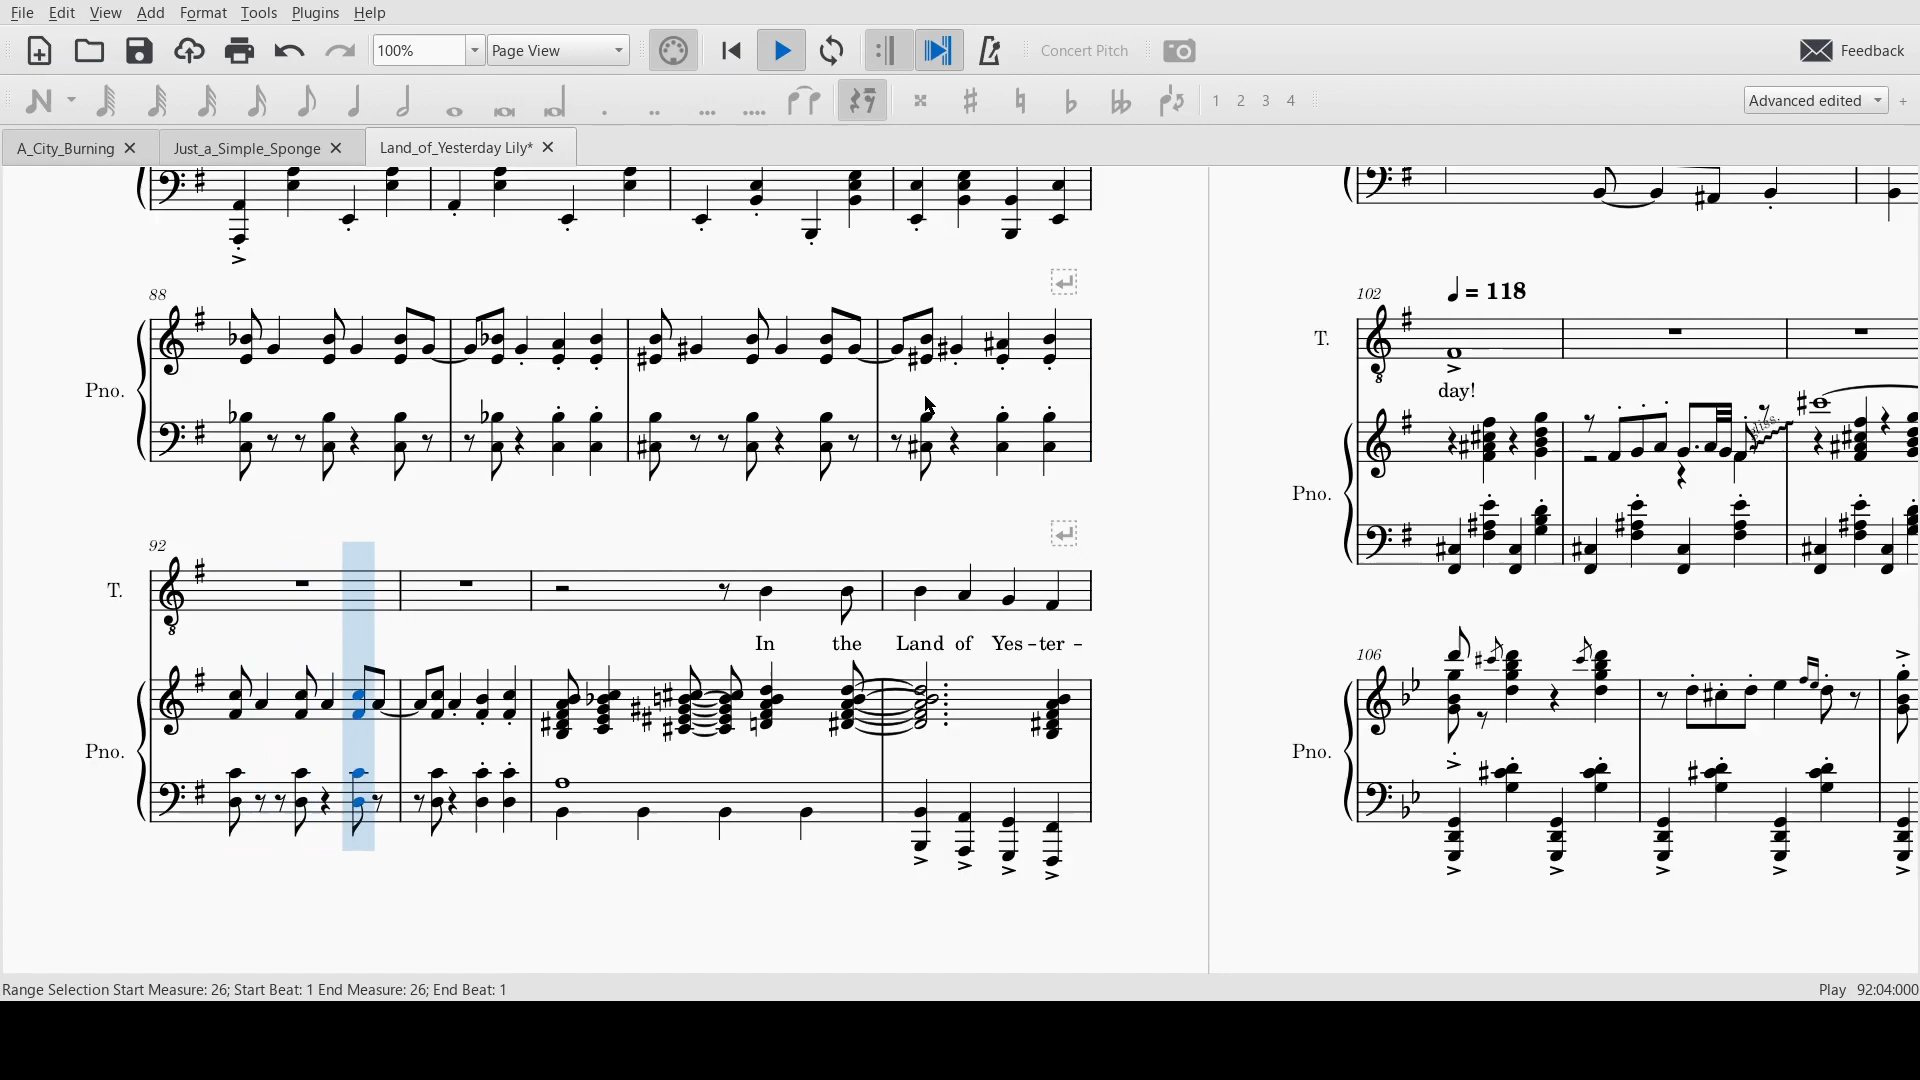 File Edit View Add Format Tools Plugins Help
100% Page View Concert Pitch Feedback
1 2 3 4 Advanced edited +
A_City_Burning Just_a_Simple_Sponge Land_of_Yesterday Lily*
88
Pno.
92
T.
In the Land of Yes - ter -
Pno.
102
= 118
T.
day!
gliss.
Pno.
106
Pno.
Range Selection Start Measure: 26; Start Beat: 1 End Measure: 26; End Beat: 1 Play 92:04:000